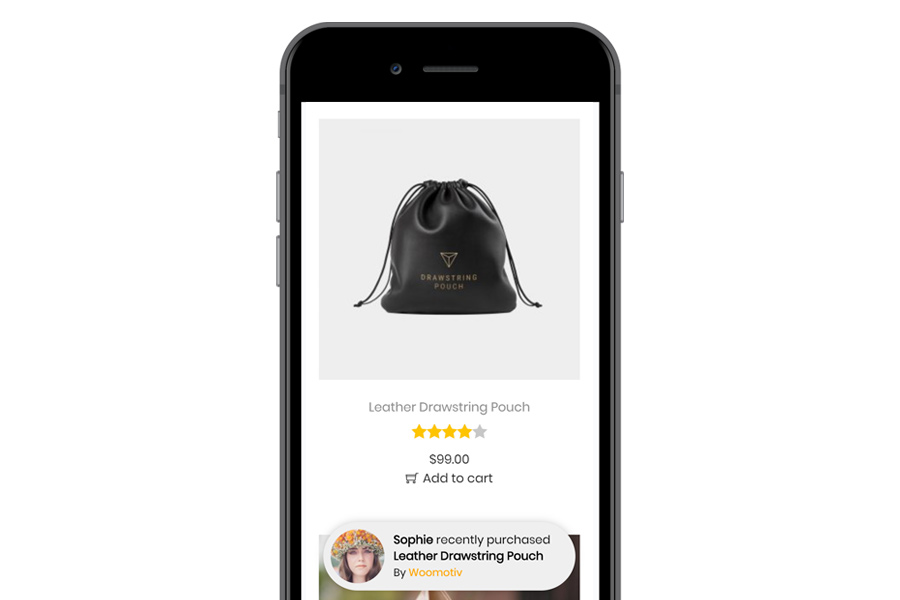 DRAWSTRING
POUCH
Leather Drawstring Pouch
$99.00
Add to cart
Sophie recently purchased
Leather Drawstring Pouch
By Woomotiv